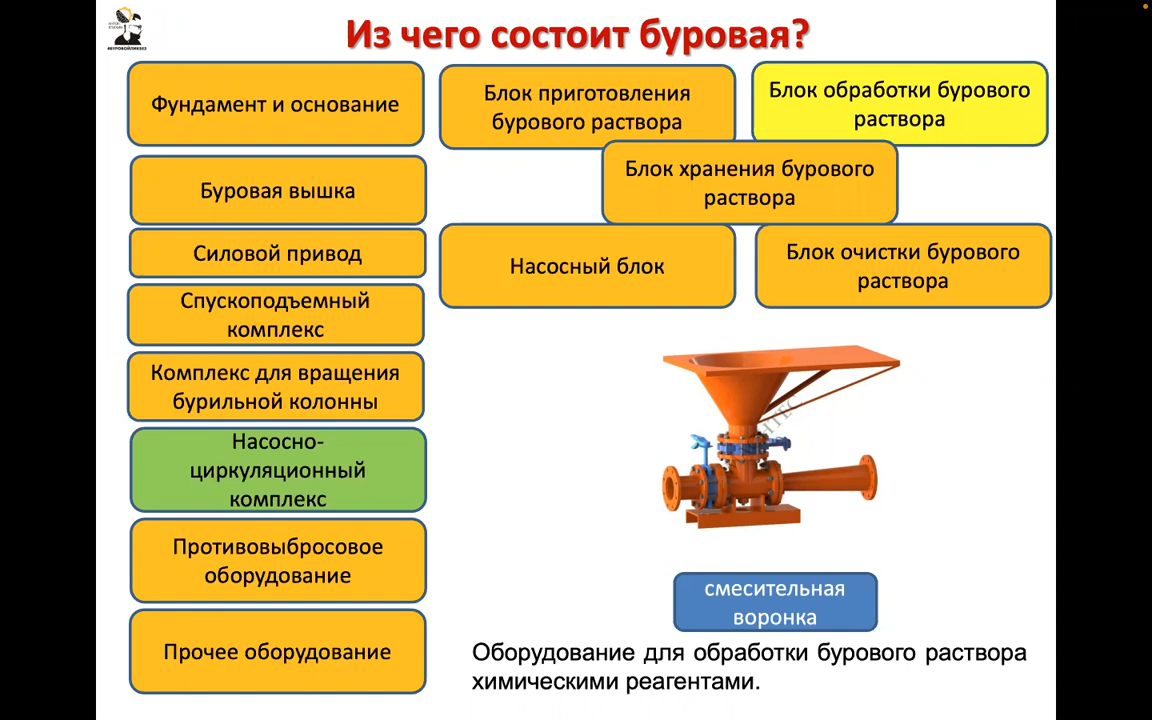 Из чего состоит буровая?
Фундамент и основание
Буровая вышка
Силовой привод
Спускоподъемный
комплекс
Комплекс для вращения
бурильной колонны
Насосно-
циркуляционный
комплекс
Противовыбросовое
оборудование
Прочее оборудование
Блок приготовления
бурового раствора
Блок обработки бурового
раствора
Блок хранения бурового
раствора
Насосный блок
Блок очистки бурового
раствора
смесительная
воронка
Оборудование для обработки бурового раствора
химическими реагентами.